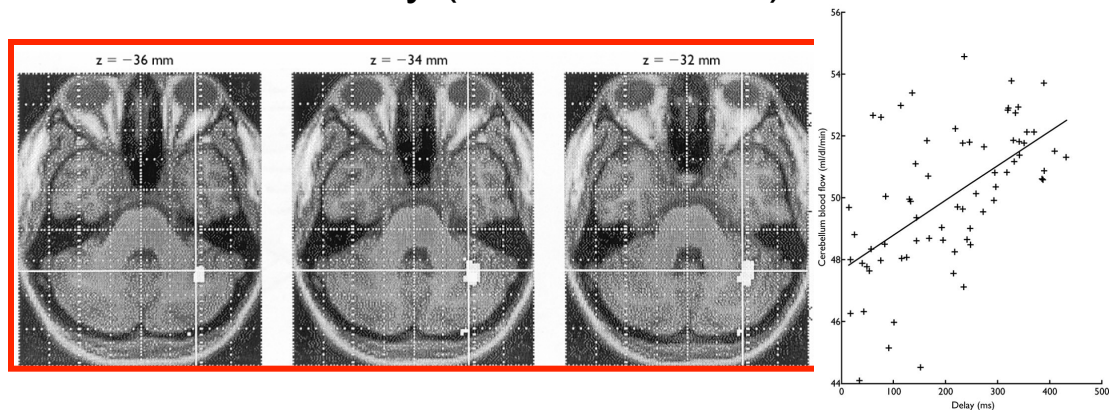 z = −36 mm
z = −34 mm
z = −32 mm
56
54
52
50
48
46
44
Cerebellum blood flow (ml/dl/min)
0
100
200
300
400
500
Delay (ms)